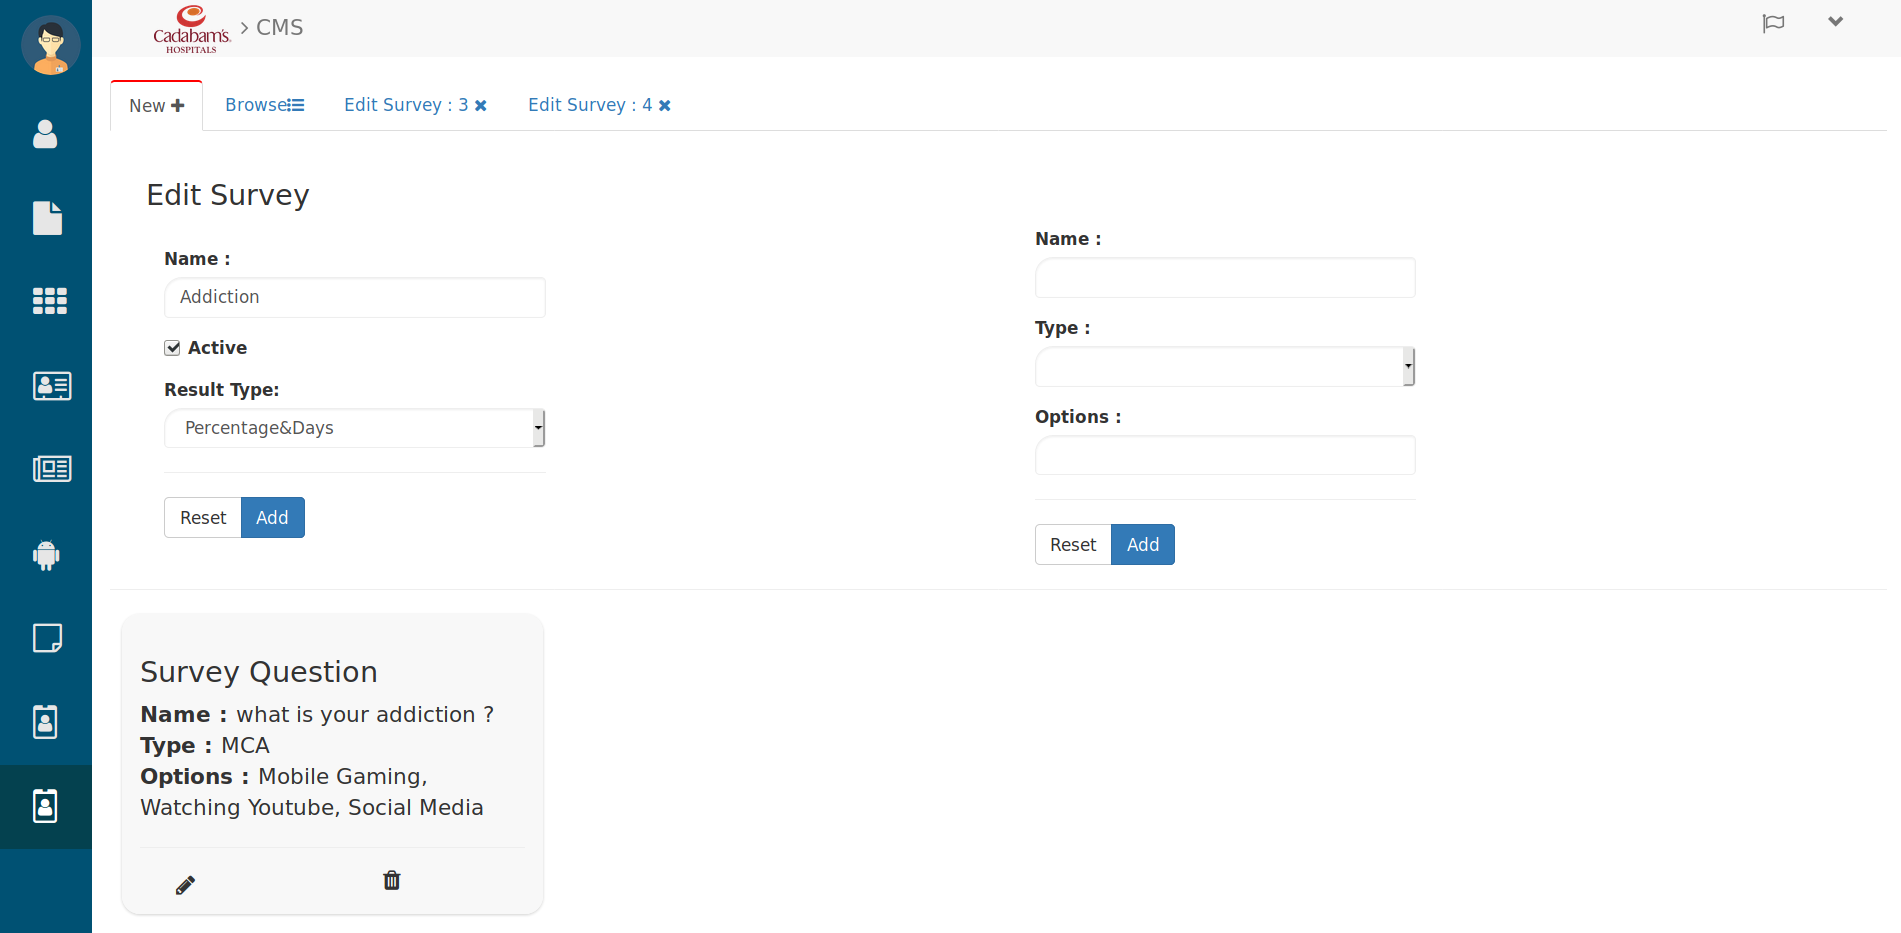 Cadabam's HOSPITALS > CMS
New
Browse
Edit Survey : 3
Edit Survey : 4
Edit Survey
Name :
Addiction
Active
Result Type:
Percentage&Days
Reset Add
Name :
Type :
Options :
Reset Add
Survey Question
Name : what is your addiction ?
Type : MCA
Options : Mobile Gaming,
Watching Youtube, Social Media